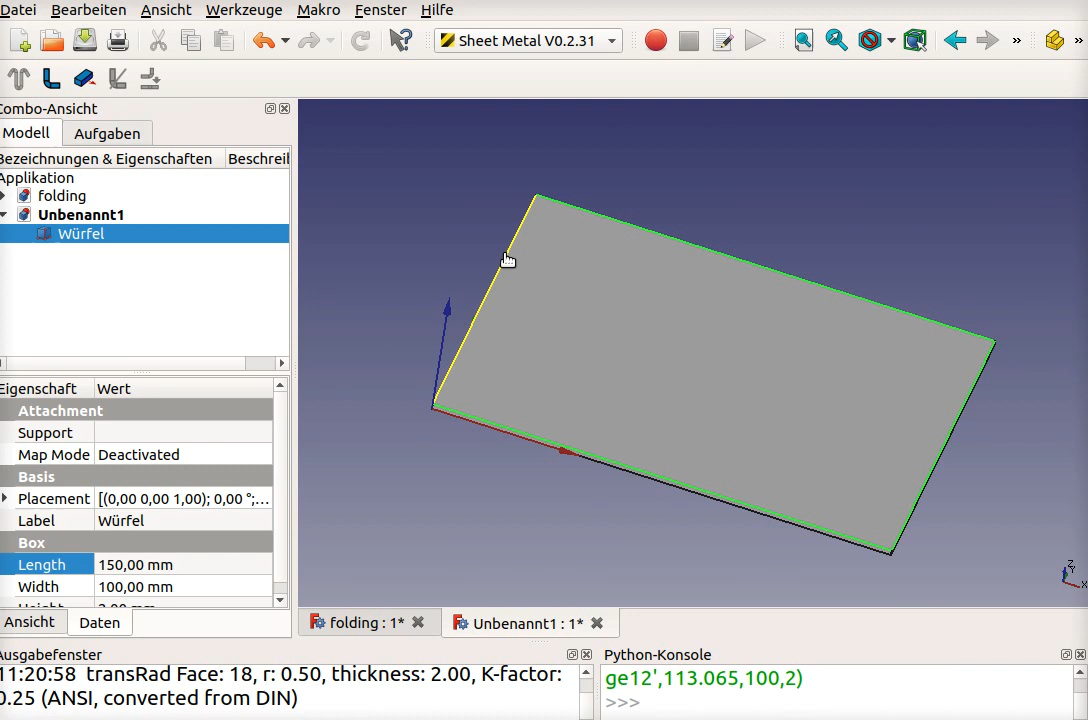 Datei Bearbeiten Ansicht Werkzeuge Makro Fenster Hilfe
Sheet Metal V0.2.31
Combo-Ansicht
Modell Aufgaben
Bezeichnungen & Eigenschaften Beschreil
Applikation
folding
Unbenannt1
Würfel
Eigenschaft Wert
Attachment
Support
Map Mode Deactivated
Basis
Placement [(0,00 0,00 1,00); 0,00 °;...
Label Würfel
Box
Length 150,00 mm
Width 100,00 mm
Ansicht Daten
folding : 1* Unbenannt1 : 1*
Z
Y
X
Ausgabefenster
11:20:58 transRad Face: 18, r: 0.50, thickness: 2.00, K-factor:
0.25 (ANSI, converted from DIN)
Python-Konsole
ge12',113.065,100,2)
>>>